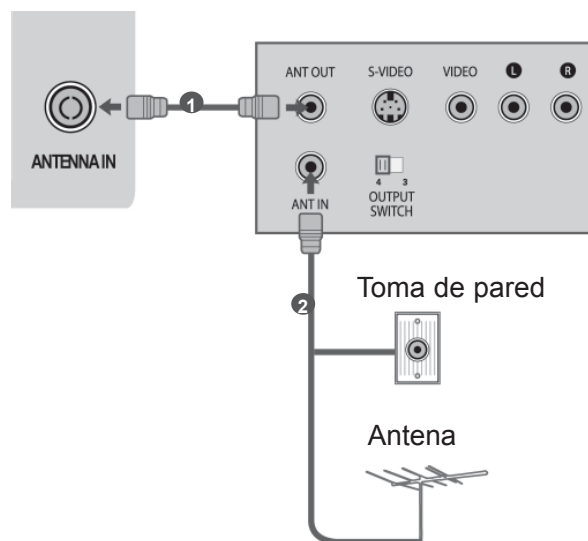 ANT OUT S-VIDEO VIDEO L R
1
ANTENNA IN
ANT IN
4 3
OUTPUT
SWITCH
2
Toma de pared
Antena